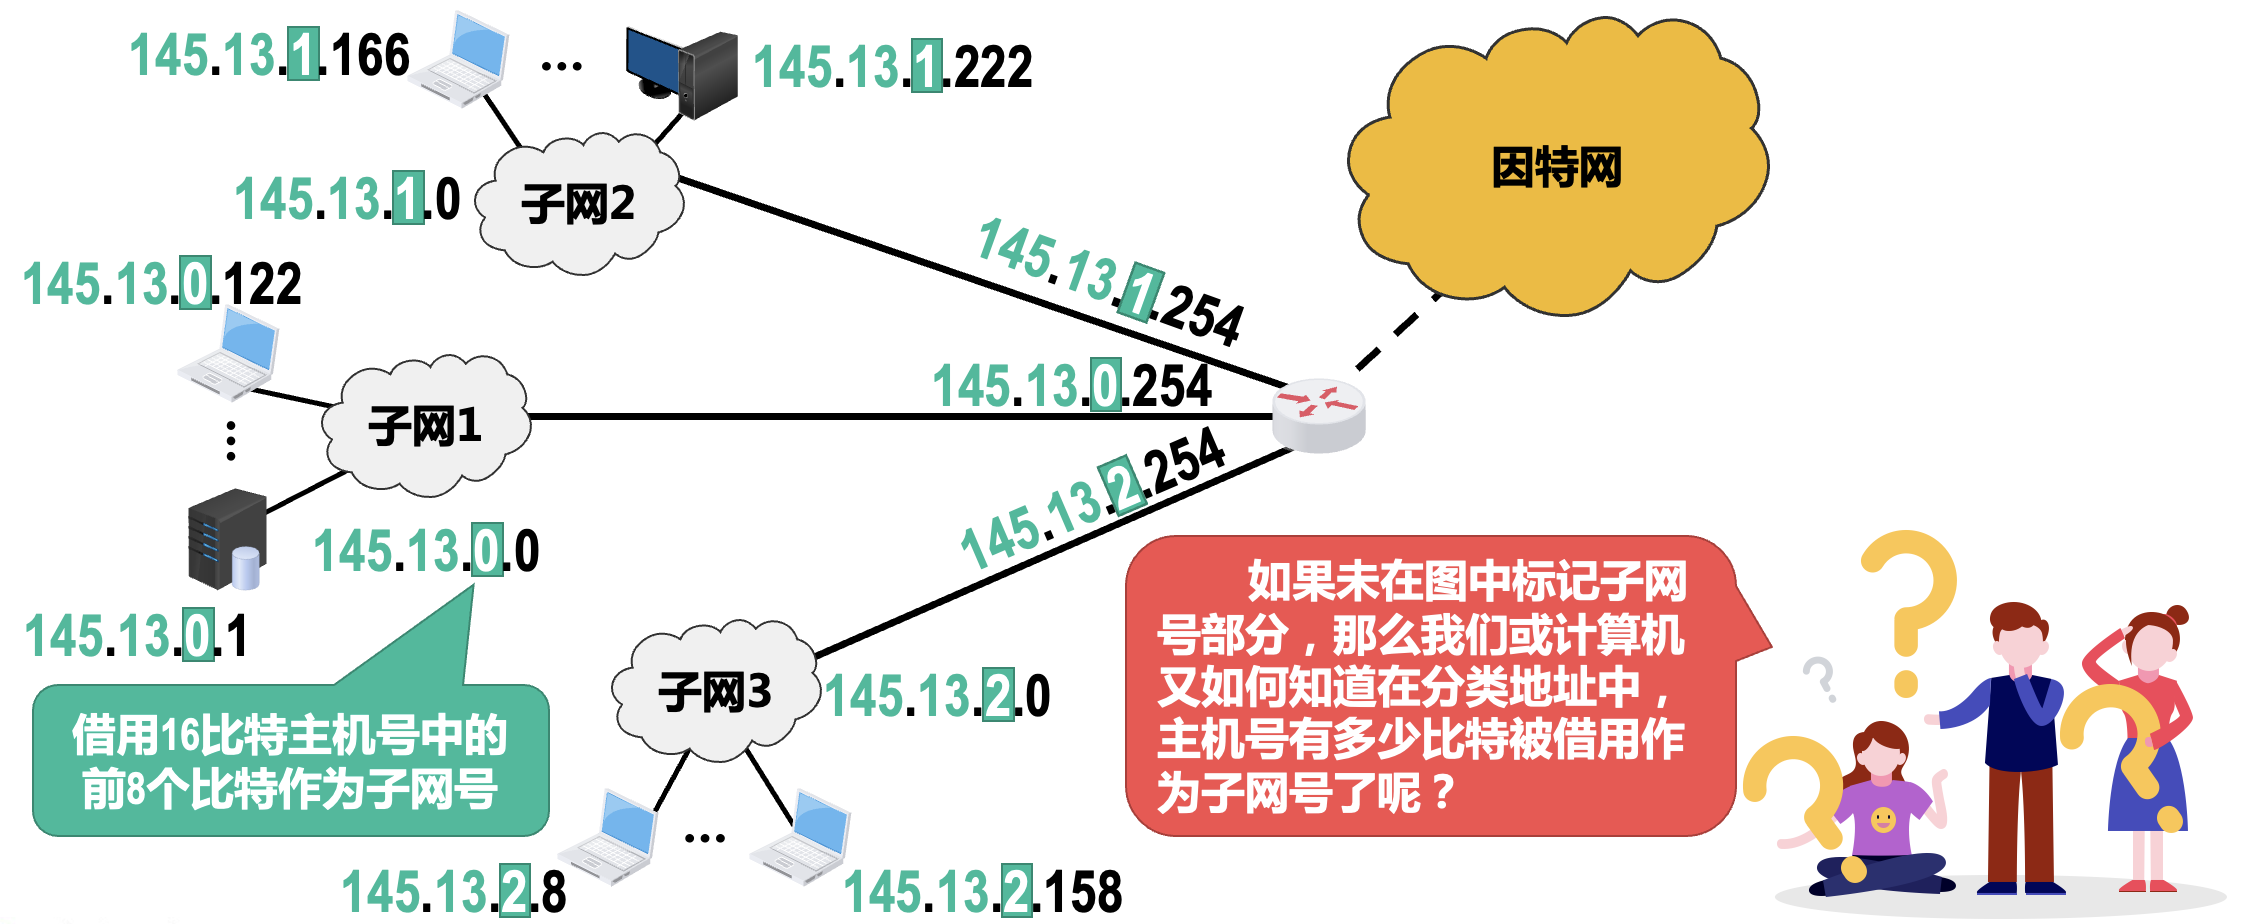 145.13.1.166
...
145.13.1.222
145.13.1.0
子网2
因特网
145.13.1.254
145.13.0.122
145.13.0.254
子网1
145.13.0.0
145.13.0.1
145.13.2.254
子网3
145.13.2.0
借用16比特主机号中的
前8个比特作为子网号
如果未在图中标记子网
号部分，那么我们或计算机
又如何知道在分类地址中，
主机号有多少比特被借用作
为子网号了呢？
145.13.2.8
...
145.13.2.158